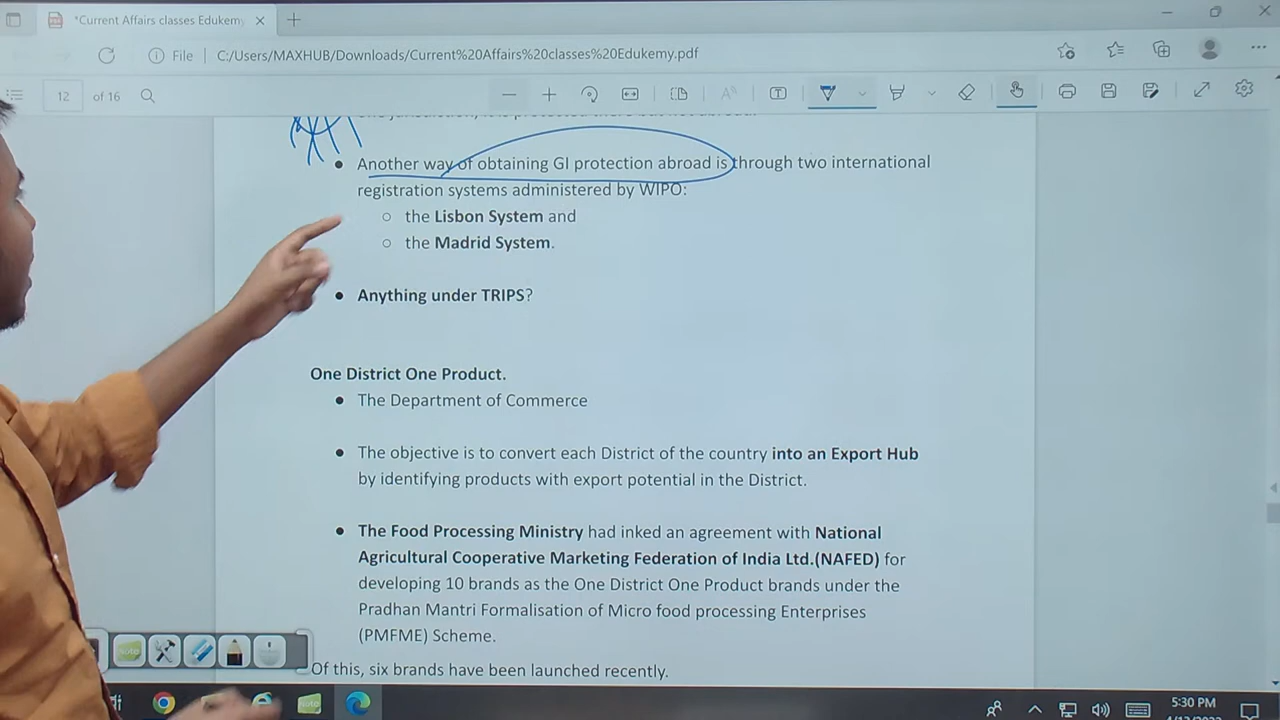 *Current Affairs classes Edukemy
File C:/Users/MAXHUB/Downloads/Current%20Affairs%20classes%20Edukemy.pdf
12 of 16
Another way of obtaining GI protection abroad is through two international
registration systems administered by WIPO:
the Lisbon System and
the Madrid System.
Anything under TRIPS?
One District One Product.
The Department of Commerce
The objective is to convert each District of the country into an Export Hub
by identifying products with export potential in the District.
The Food Processing Ministry had inked an agreement with National
Agricultural Cooperative Marketing Federation of India Ltd.(NAFED) for
developing 10 brands as the One District One Product brands under the
Pradhan Mantri Formalisation of Micro food processing Enterprises
(PMFME) Scheme.
Of this, six brands have been launched recently.
5:30 PM